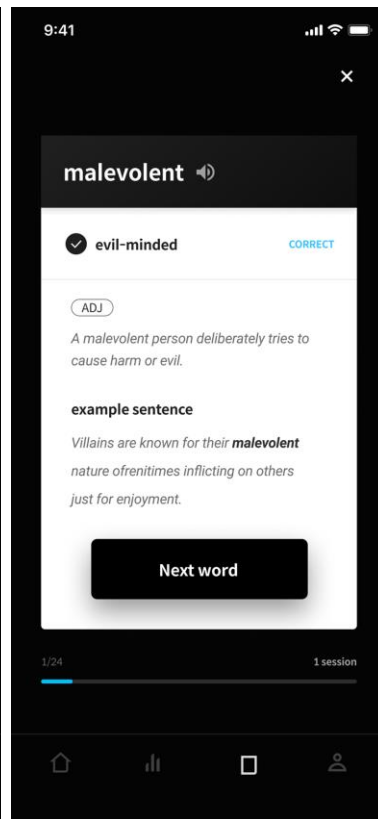 9:41
malevolent
evil-minded CORRECT
ADJ
A malevolent person deliberately tries to
cause harm or evil.
example sentence
Villains are known for their malevolent
nature ofrenitimes inflicting on others
just for enjoyment.
Next word
1/24 1 session